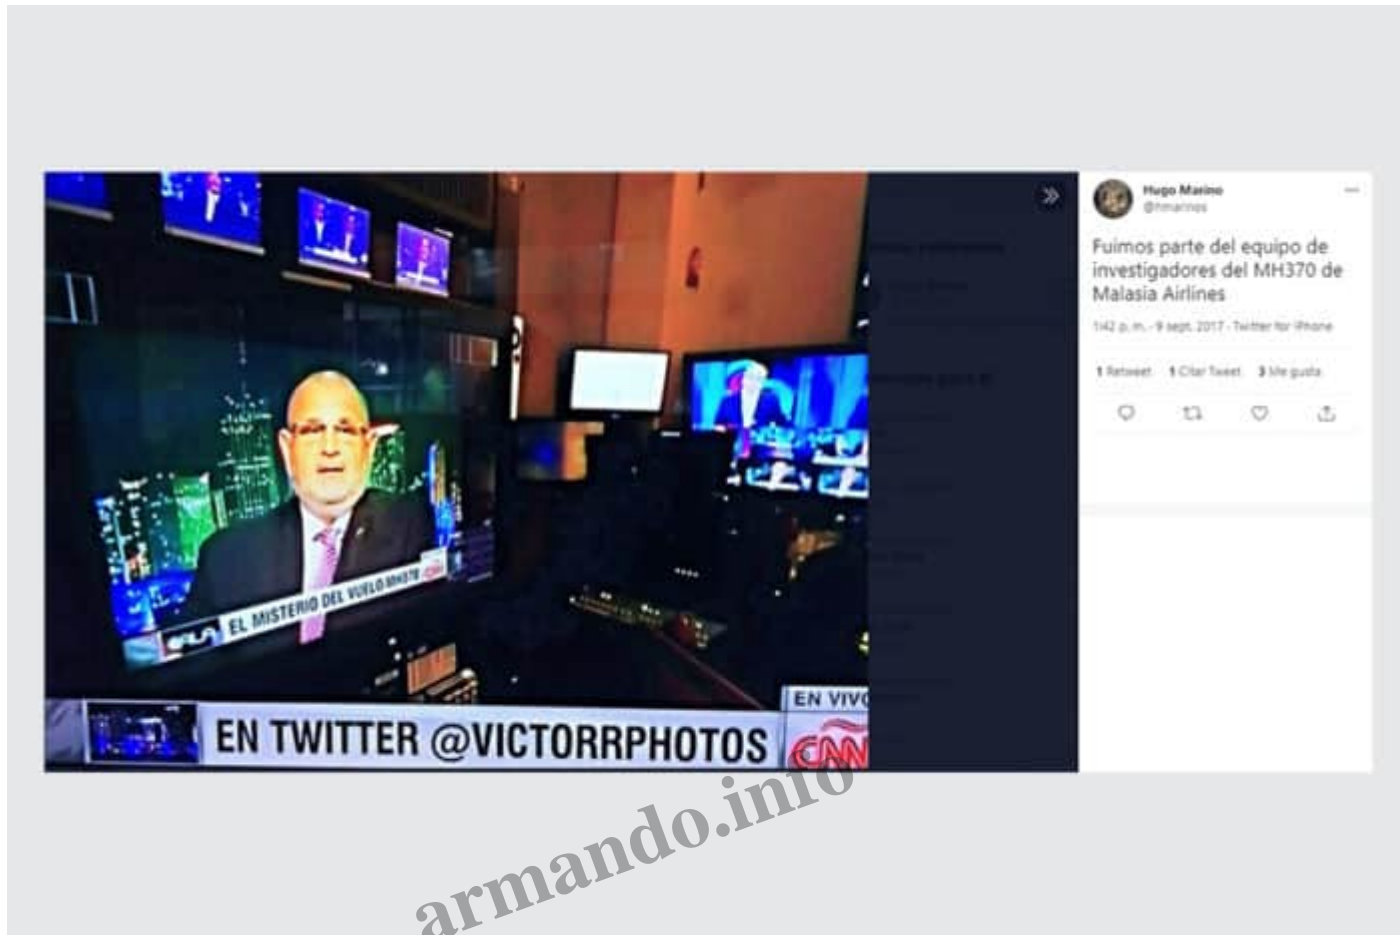 EL MISTERIO DEL VUELO MH370
CNN
EN VIVO
EN TWITTER @VICTORRPHOTOS
CNN
Hugo Marino
@hmarinos
Fuimos parte del equipo de
investigadores del MH370 de
Malasia Airlines
1:42 p. m. · 9 sept. 2017 · Twitter for iPhone
1 Retweet 1 Citar Tweet 3 Me gusta
armando.info